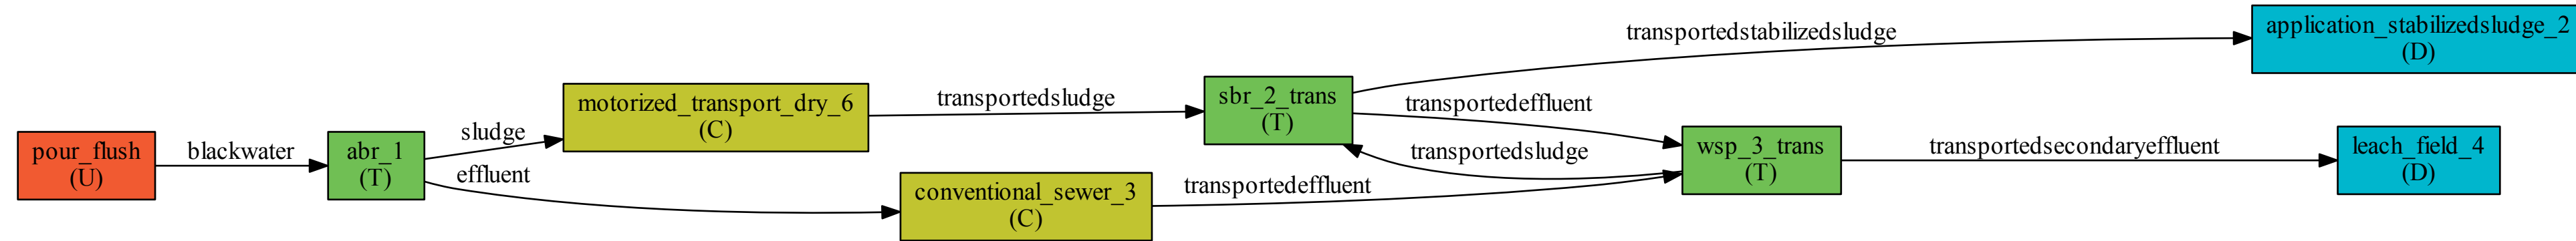 pour_flush
(U)
blackwater
abr_1
(T)
sludge
effluent
motorized_transport_dry_6
(C)
conventional_sewer_3
(C)
transportedsludge
transportedeffluent
sbr_2_trans
(T)
transportedstabilizedsludge
transportedeffluent
transportedsludge
wsp_3_trans
(T)
transportedsecondaryeffluent
application_stabilizedsludge_2
(D)
leach_field_4
(D)